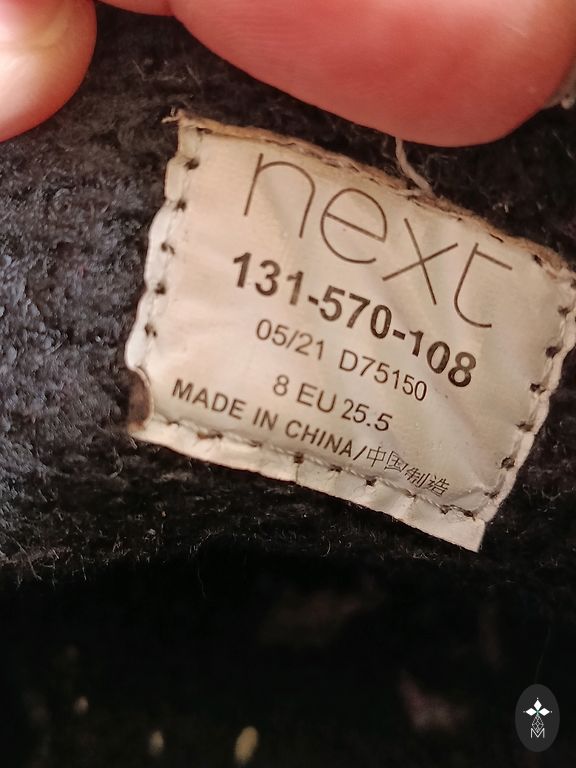 next
131-570-108
05/21 D75150
8 EU 25.5
MADE IN CHINA/中国制造
M